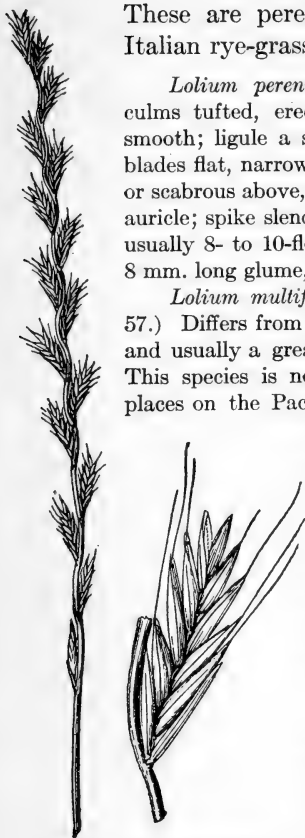 These are pere
Italian rye-grass
Lolium peren
culms tufted, ere
smooth; ligule a s
blades flat, narrow
or scabrous above,
auricle; spike slend
usually 8- to 10-flo
8 mm. long glume,
Lolium multif
57.) Differs from
and usually a grea
This species is no
places on the Pac